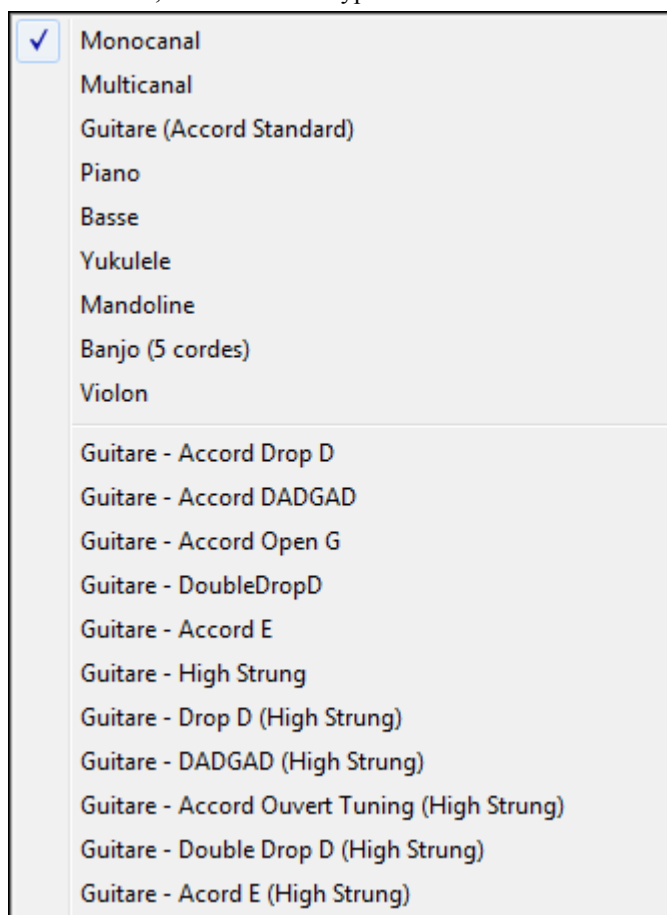 Monocanal
Multicanal
Guitare (Accord Standard)
Piano
Basse
Yukulele
Mandoline
Banjo (5 cordes)
Violon
Guitare - Accord Drop D
Guitare - Accord DADGAD
Guitare - Accord Open G
Guitare - DoubleDropD
Guitare - Accord E
Guitare - High Strung
Guitare - Drop D (High Strung)
Guitare - DADGAD (High Strung)
Guitare - Accord Ouvert Tuning (High Strung)
Guitare - Double Drop D (High Strung)
Guitare - Acord E (High Strung)